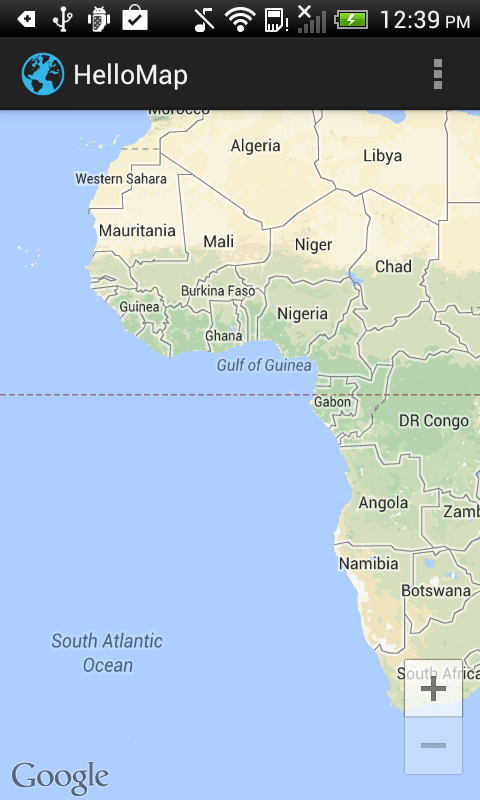 12:39 PM
HelloMap
Morocco
Algeria
Libya
Western Sahara
Mauritania
Mali
Niger
Chad
Burkina Faso
Guinea
Nigeria
Ghana
Gulf of Guinea
Gabon
DR Congo
Angola
Zamb
Namibia
Botswana
South Atlantic
Ocean
South Africa
+
−
Google